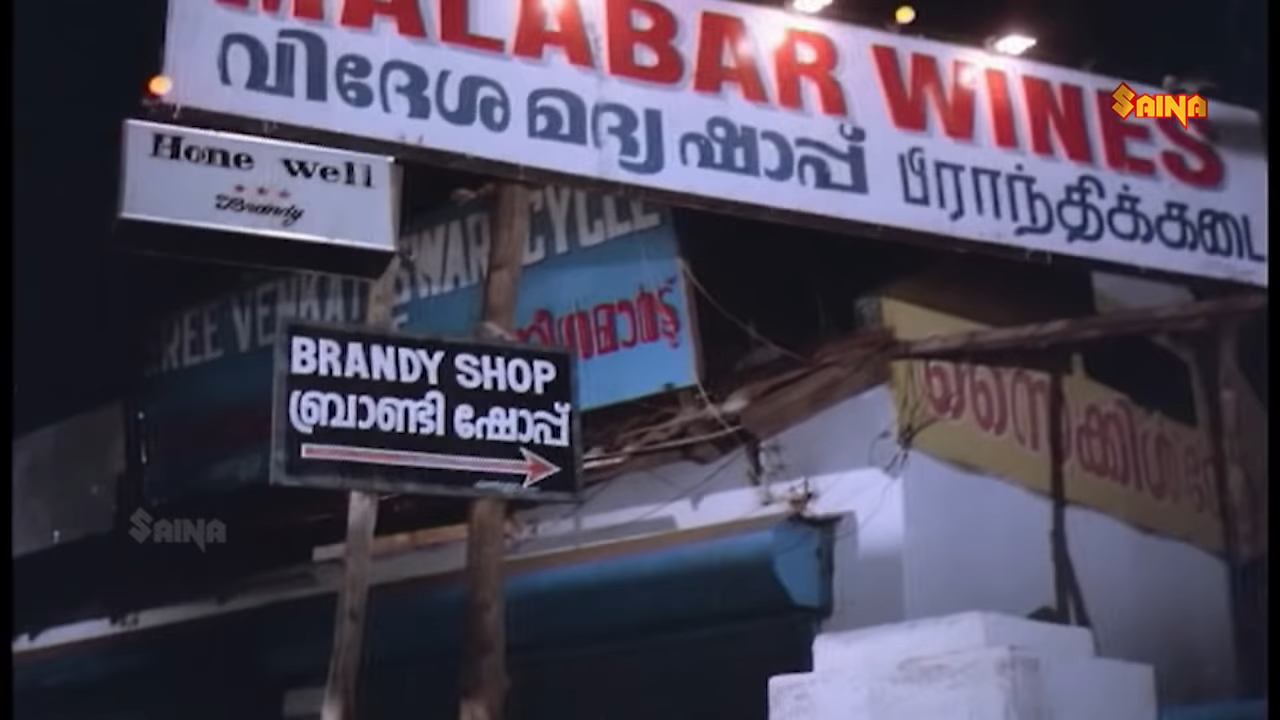 MALABAR WINES
വിദേശ മദ്യ ഷാപ്പ് பிராந்திக்கடை
SAINA
Hone Well
Brandy
CYCLE
BRANDY SHOP
ബ്രാണ്ടി ഷോപ്പ്
SAINA